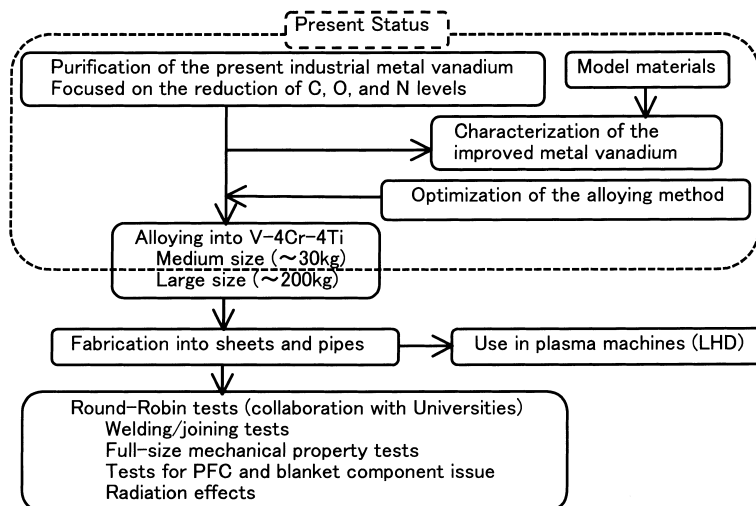 Present Status
Purification of the present industrial metal vanadium
Focused on the reduction of C, O, and N levels
Model materials
Characterization of the
improved metal vanadium
Optimization of the alloying method
Alloying into V-4Cr-4Ti
Medium size (～30kg)
Large size (～200kg)
Fabrication into sheets and pipes
Use in plasma machines (LHD)
Round-Robin tests (collaboration with Universities)
Welding/joining tests
Full-size mechanical property tests
Tests for PFC and blanket component issue
Radiation effects